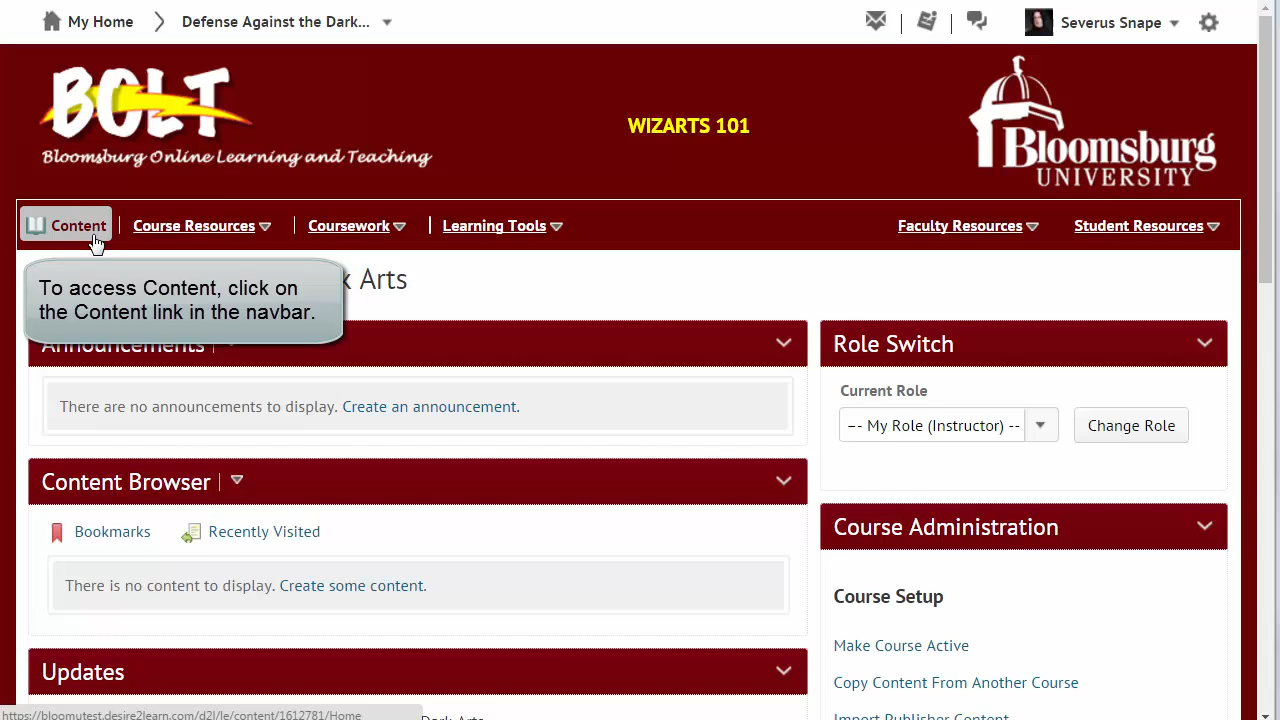 My Home
Defense Against the Dark...
Severus Snape
BOLT
Bloomsburg Online Learning and Teaching
WIZARTS 101
Bloomsburg
UNIVERSITY
Content
Course Resources
Coursework
Learning Tools
Faculty Resources
Student Resources
k Arts
To access Content, click on
the Content link in the navbar.
Announcements
There are no announcements to display. Create an announcement.
Content Browser
Bookmarks
Recently Visited
There is no content to display. Create some content.
Updates
Dark Arts
Role Switch
Current Role
-- My Role (Instructor) --
Change Role
Course Administration
Course Setup
Make Course Active
Copy Content From Another Course
Import Publisher Content
https://bloomutest.desire2learn.com/d2l/le/content/1612781/Home